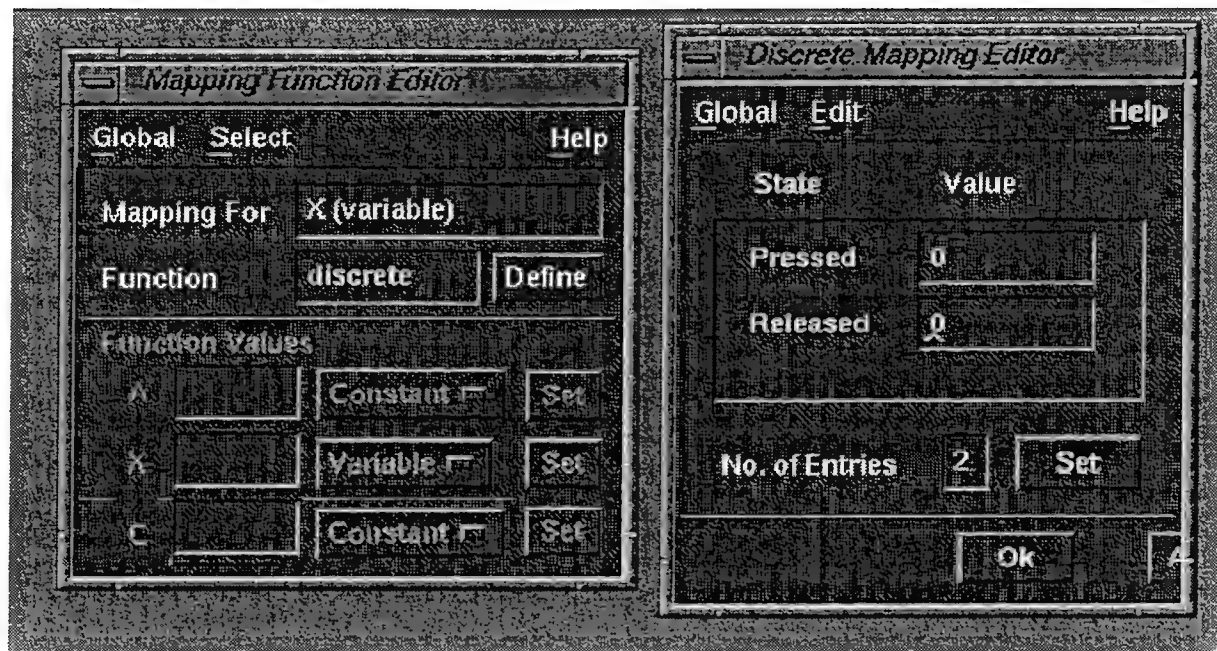 Mapping Function Editor
Global Select Help
Mapping For X (variable)
Function discrete Define
Function Values
A Constant Set
X Variable Set
C Constant Set
Discrete Mapping Editor
Global Edit Help
State Value
Pressed 0
Released 0
No. of Entries 2 Set
Ok A